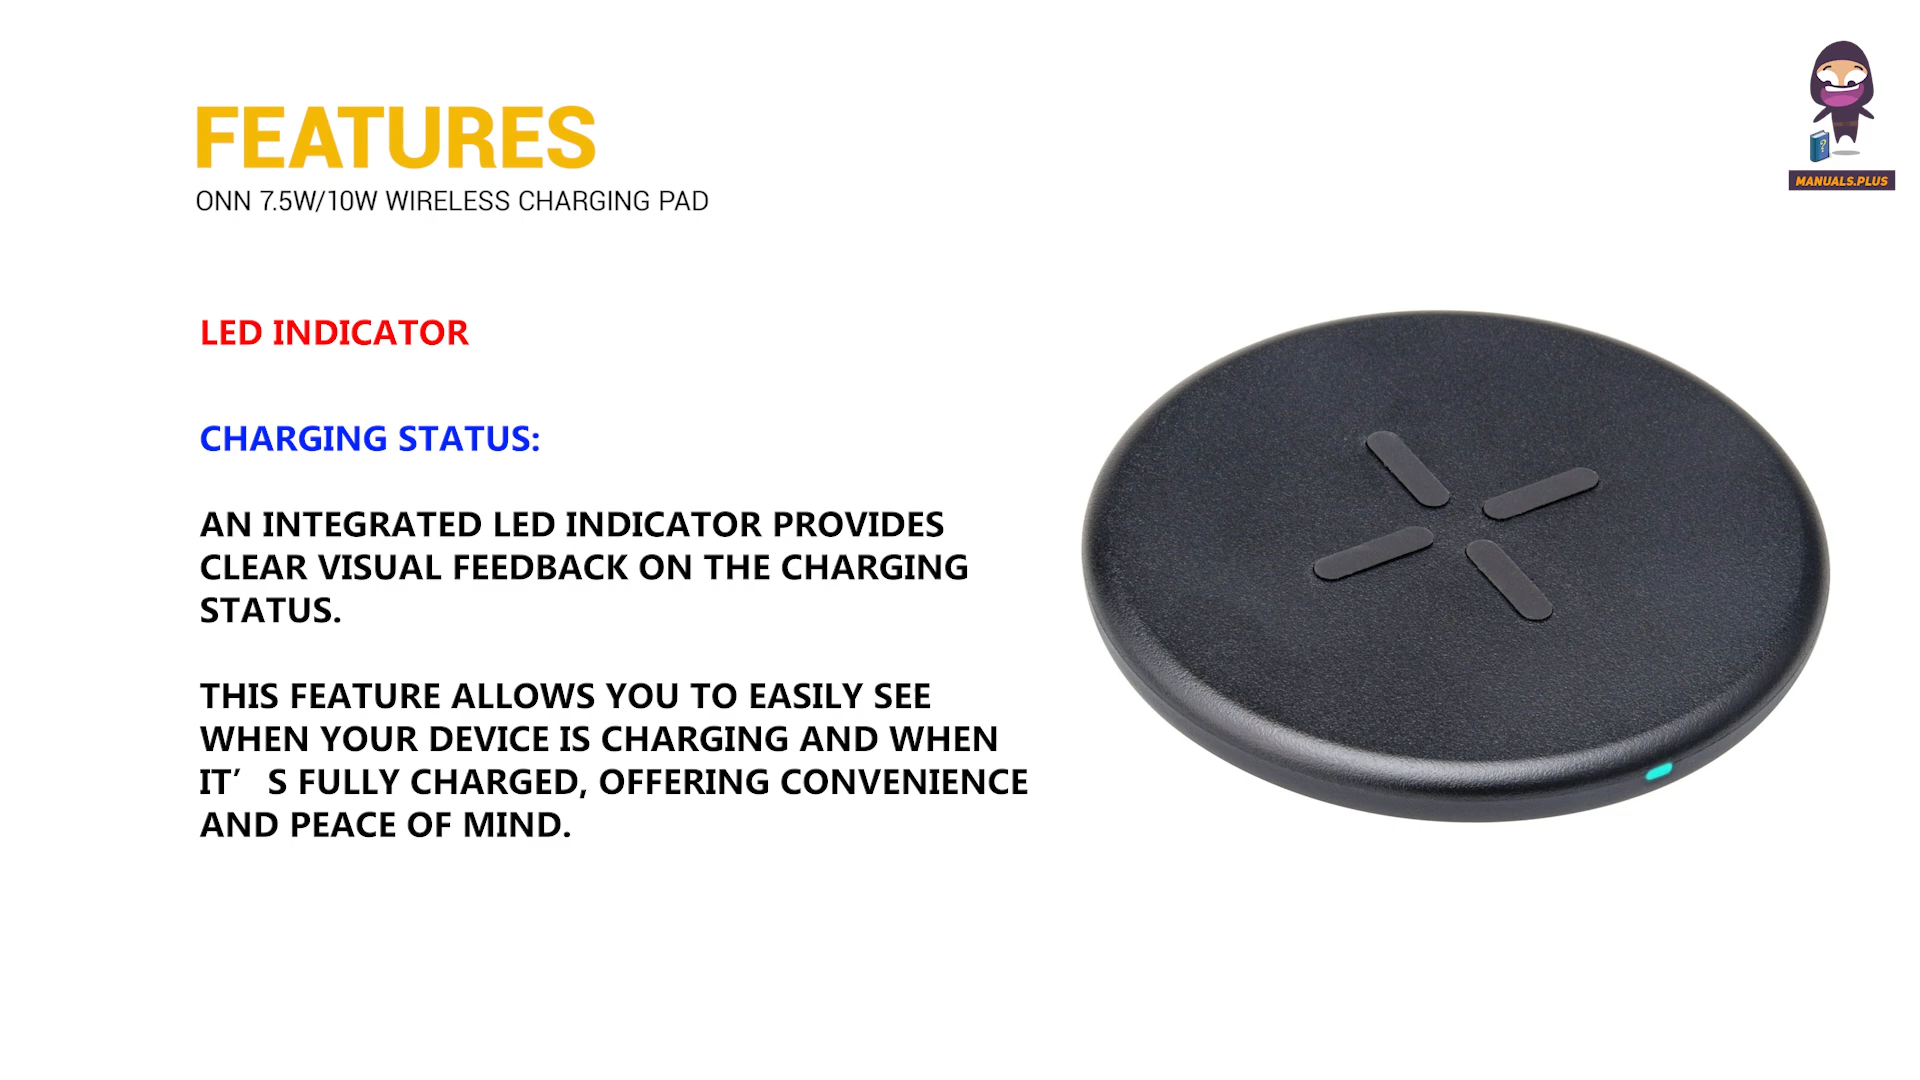 FEATURES
ONN 7.5W/10W WIRELESS CHARGING PAD
MANUALS.PLUS
?
LED INDICATOR
CHARGING STATUS:
AN INTEGRATED LED INDICATOR PROVIDES
CLEAR VISUAL FEEDBACK ON THE CHARGING
STATUS.
THIS FEATURE ALLOWS YOU TO EASILY SEE
WHEN YOUR DEVICE IS CHARGING AND WHEN
IT’ S FULLY CHARGED, OFFERING CONVENIENCE
AND PEACE OF MIND.